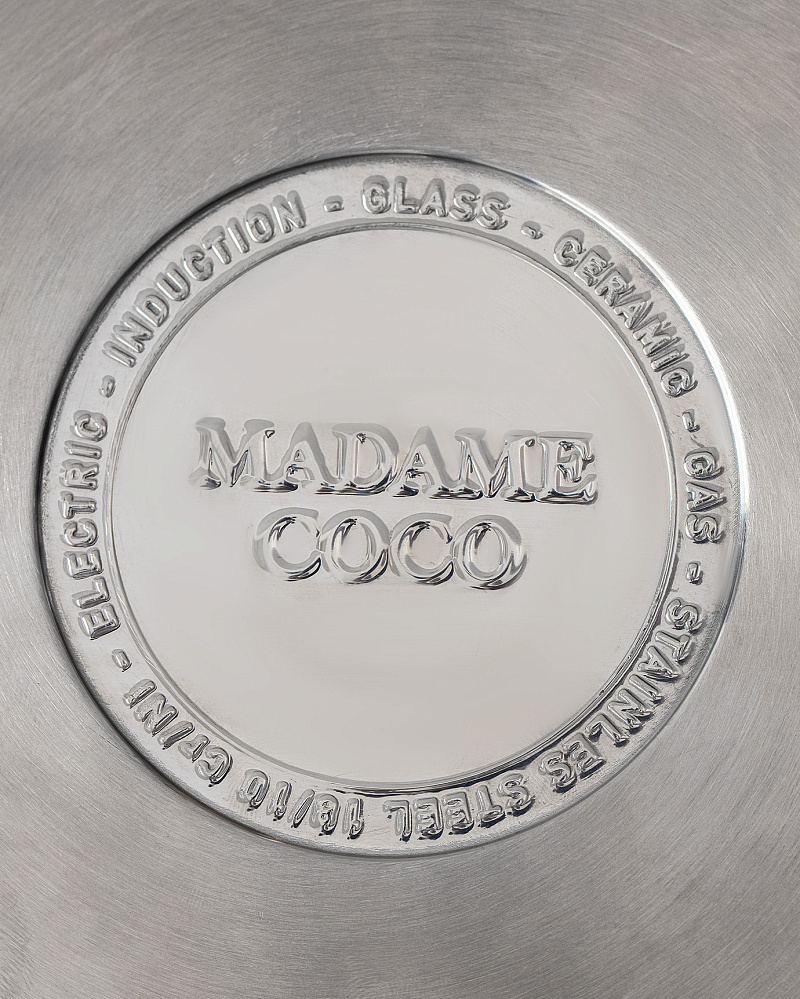 MADAME
COCO
ELECTRIC - INDUCTION - GLASS - CERAMIC - GAS - STAINLES STEEL 18/10 Cr/Ni -